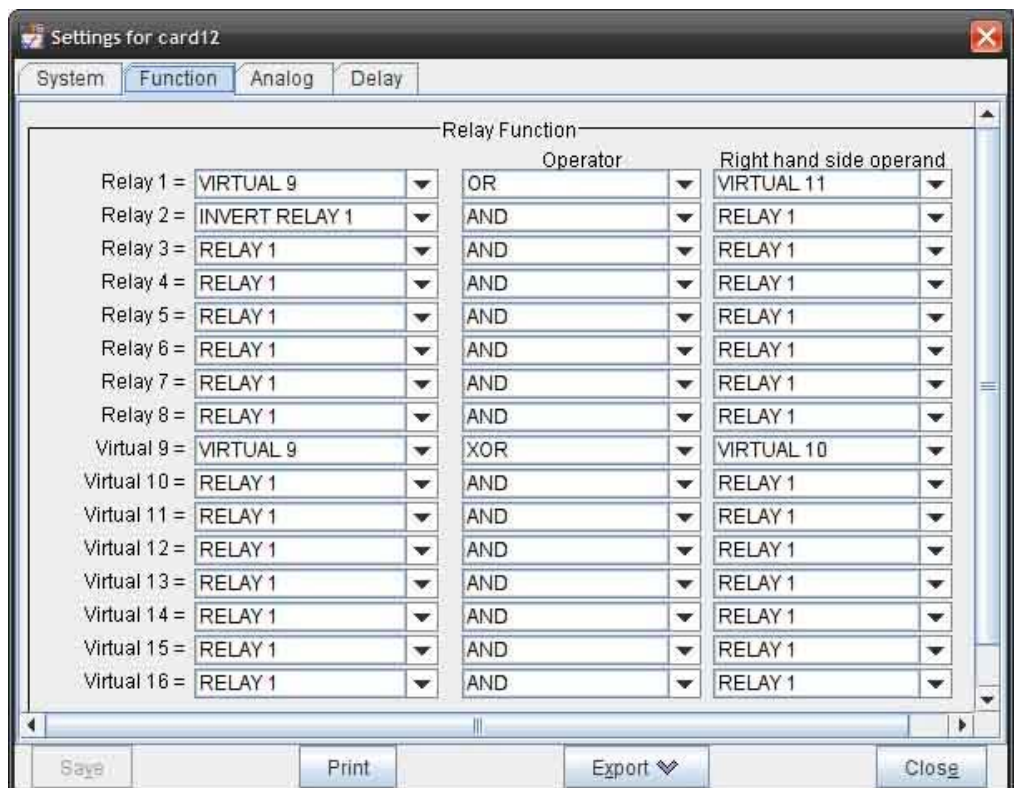 Settings for card12
System Function Analog Delay
Relay Function
Operator Right hand side operand
Relay 1 = VIRTUAL 9 OR VIRTUAL 11
Relay 2 = INVERT RELAY 1 AND RELAY 1
Relay 3 = RELAY 1 AND RELAY 1
Relay 4 = RELAY 1 AND RELAY 1
Relay 5 = RELAY 1 AND RELAY 1
Relay 6 = RELAY 1 AND RELAY 1
Relay 7 = RELAY 1 AND RELAY 1
Relay 8 = RELAY 1 AND RELAY 1
Virtual 9 = VIRTUAL 9 XOR VIRTUAL 10
Virtual 10 = RELAY 1 AND RELAY 1
Virtual 11 = RELAY 1 AND RELAY 1
Virtual 12 = RELAY 1 AND RELAY 1
Virtual 13 = RELAY 1 AND RELAY 1
Virtual 14 = RELAY 1 AND RELAY 1
Virtual 15 = RELAY 1 AND RELAY 1
Virtual 16 = RELAY 1 AND RELAY 1
Save Print Export Close